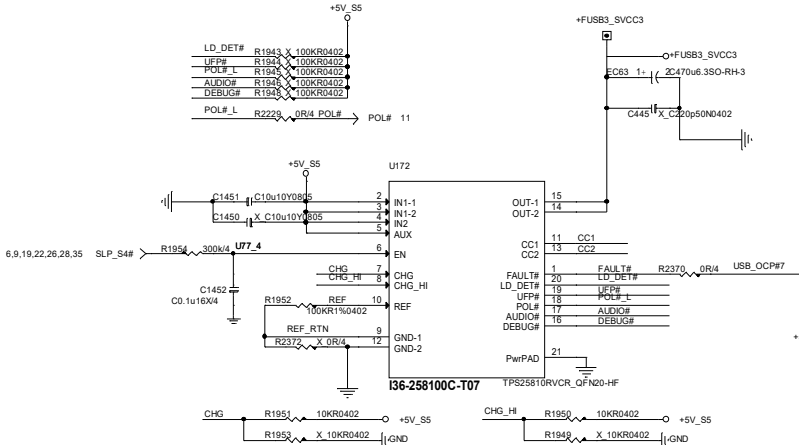 +5V_S5
+FUSB3_SVCC3
LD_DET# R1943 X_100KR0402
UFP# R1944 X_100KR0402
POL#_L R1945 X_100KR0402
AUDIO# R1946 X_100KR0402
DEBUG# R1948 X_100KR0402
+FUSB3_SVCC3
EC63 1+ 2C470u6.3SO-RH-3
C445 X_C220p50N0402
POL#_L R2229 0R/4 POL# POL# 11
+5V_S5
U172
C1451 C10u10Y0805
C1450 X_C10u10Y0805
2 IN1-1
3 IN1-2
4 IN2
5 AUX
OUT-1 15
OUT-2 14
6,9,19,22,26,28,35 SLP_S4# R1954 300k/4 U77_4 6 EN
CC1 11 CC1
CC2 13 CC2
C1452
C0.1u16X/4
CHG 7 CHG
CHG_HI 8 CHG_HI
FAULT# 1 FAULT# R2370 0R/4 USB_OCP#7
LD_DET# 20 LD_DET#
UFP# 19 UFP#
POL# 18 POL#_L
AUDIO# 17 AUDIO#
DEBUG# 16 DEBUG#
R1952 REF 10 REF
100KR1%0402
REF_RTN 9 GND-1
R2372 X_0R/4 12 GND-2
PwrPAD 21
+
I36-258100C-T07 TPS25810RVCR_QFN20-HF
CHG R1951 10KR0402 +5V_S5
R1953 X_10KR0402 GND
CHG_HI R1950 10KR0402 +5V_S5
R1949 X_10KR0402 GND